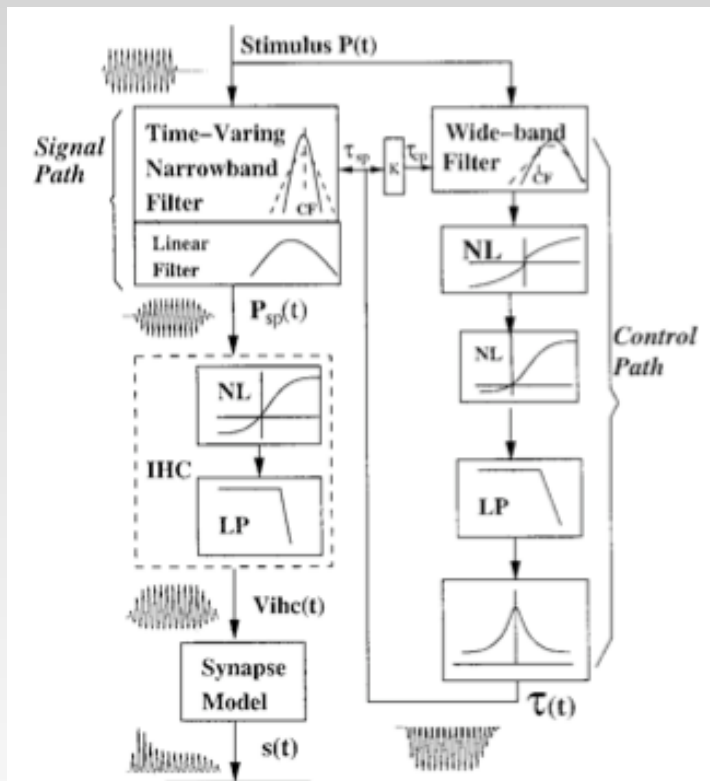 Stimulus P(t)
Signal
Path
Time-Varing
Narrowband
Filter
CF
Linear
Filter
τsp
K
τcp
Wide-band
Filter
CF
NL
NL
LP
Control
Path
τ(t)
Psp(t)
IHC
NL
LP
Vihc(t)
Synapse
Model
s(t)